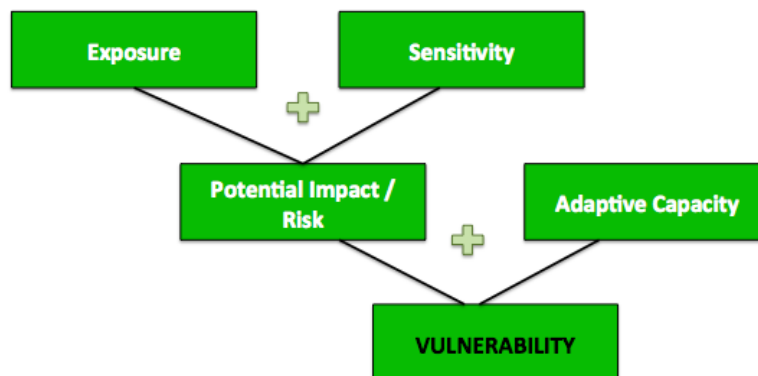 Exposure
Sensitivity
Potential Impact /
Risk
Adaptive Capacity
VULNERABILITY